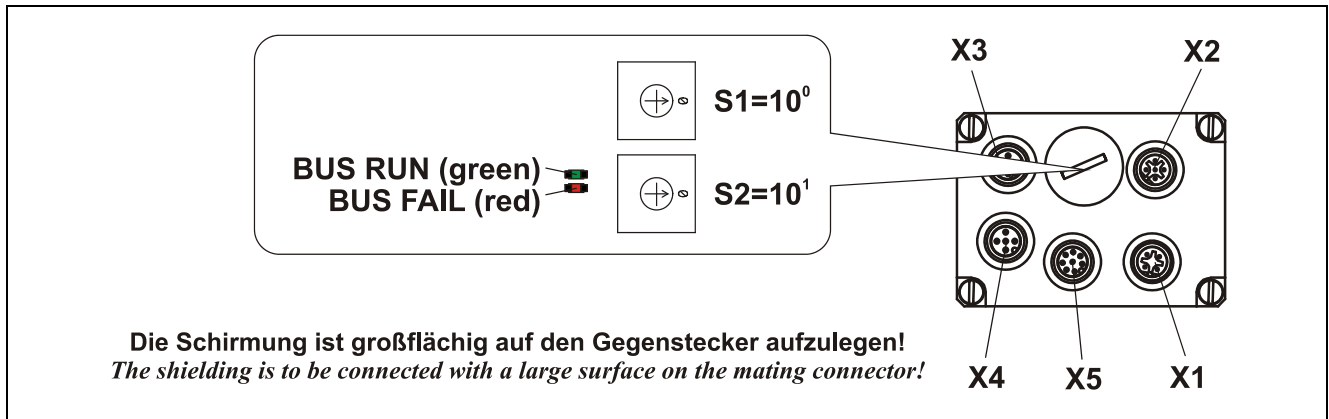 X3
X2
S1=10⁰
BUS RUN (green)
BUS FAIL (red)
S2=10¹
Die Schirmung ist großflächig auf den Gegenstecker aufzulegen!
The shielding is to be connected with a large surface on the mating connector!
X4
X5
X1